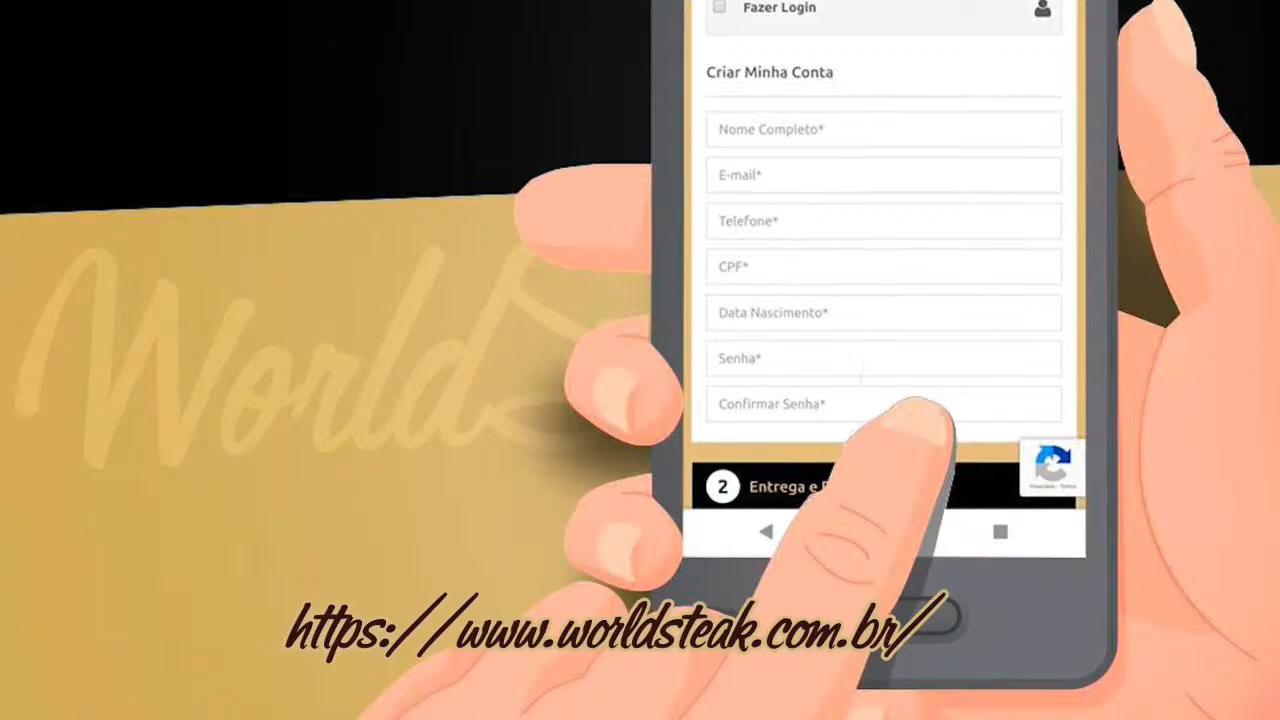 Fazer Login
Criar Minha Conta
Nome Completo*
E-mail*
Telefone*
CPF*
Data Nascimento*
Senha*
Confirmar Senha*
2 Entrega e
World
https://www.worldsteak.com.br/